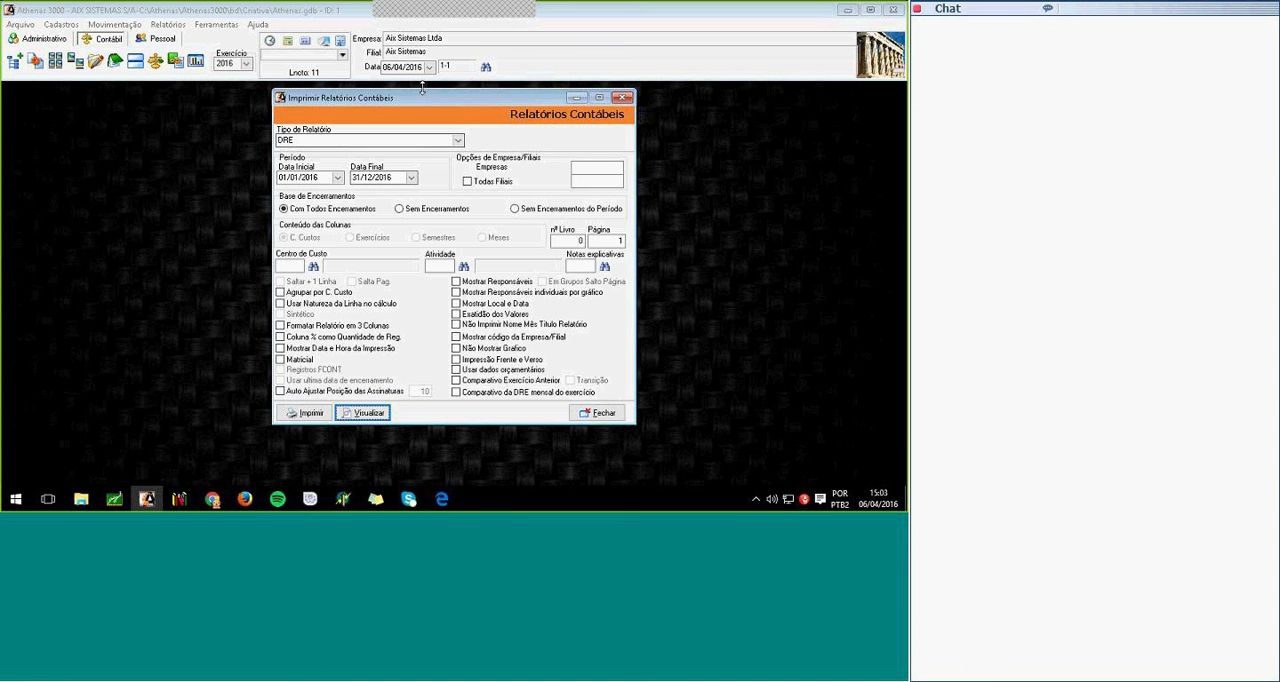 Athenas 3000 - AIX SISTEMAS S/A-C:\Athenas\Athenas3000\bd\Criativa\Athenas.gdb - ID: 1
Chat
Arquivo Cadastros Movimentação Relatórios Ferramentas Ajuda
Administrativo Contábil Pessoal
Empresa Aix Sistemas Ltda
Filial Aix Sistemas
Exercício
2016
Data 06/04/2016 1-1
Lncto: 11
Imprimir Relatórios Contábeis
Relatórios Contábeis
Tipo de Relatório
DRE
Período
Data Inicial Data Final
01/01/2016 31/12/2016
Opções de Empresa/Filiais
Empresas
Todas Filiais
Base de Encerramentos
Com Todos Encerramentos Sem Encerramentos Sem Encerramentos do Período
Conteúdo das Colunas
C. Custos Exercícios Semestres Meses
nº Livro Página
0 1
Centro de Custo Atividade Notas explicativas
Saltar + 1 Linha Salta Pag.
Agrupar por C. Custo
Usar Natureza da Linha no cálculo
Sintético
Formatar Relatório em 3 Colunas
Coluna % como Quantidade de Reg.
Mostrar Data e Hora da Impressão
Matricial
Registros FCONT
Usar ultima data de encerramento
Auto Ajustar Posição das Assinaturas 10
Mostrar Responsáveis Em Grupos Salto Página
Mostrar Responsáveis individuais por gráfico
Mostrar Local e Data
Exatidão dos Valores
Não Imprimir Nome Mês Título Relatório
Mostrar código da Empresa/Filial
Não Mostrar Grafico
Impressão Frente e Verso
Usar dados orçamentários
Comparativo Exercício Anterior Transição
Comparativo da DRE mensal do exercício
Imprimir Visualizar Fechar
POR
PTB2
15:03
06/04/2016